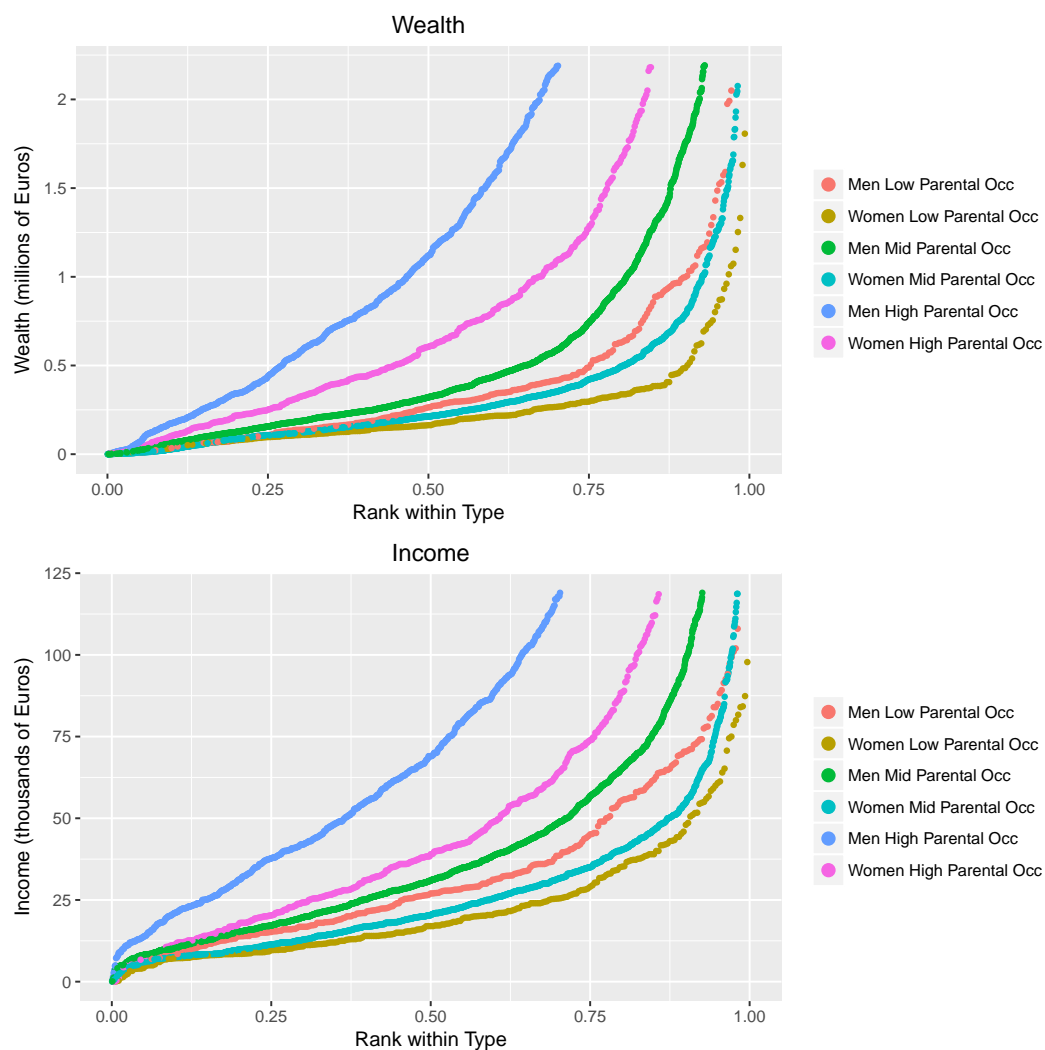 Wealth
Wealth (millions of Euros)
2
1.5
1
0.5
0
0.00 0.25 0.50 0.75 1.00
Rank within Type
Men Low Parental Occ
Women Low Parental Occ
Men Mid Parental Occ
Women Mid Parental Occ
Men High Parental Occ
Women High Parental Occ
Income
Income (thousands of Euros)
125
100
75
50
25
0
0.00 0.25 0.50 0.75 1.00
Rank within Type
Men Low Parental Occ
Women Low Parental Occ
Men Mid Parental Occ
Women Mid Parental Occ
Men High Parental Occ
Women High Parental Occ